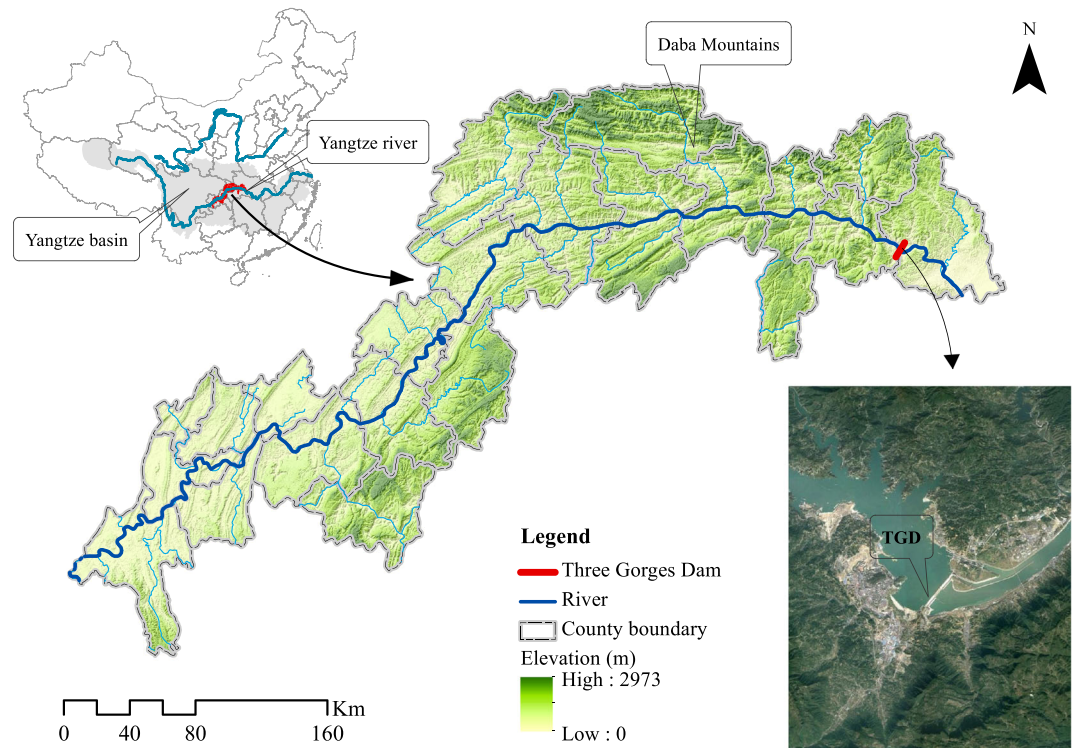 N
Daba Mountains
Yangtze river
Yangtze basin
TGD
Legend
Three Gorges Dam
River
County boundary
Elevation (m)
High : 2973
Low : 0
Km
0 40 80 160